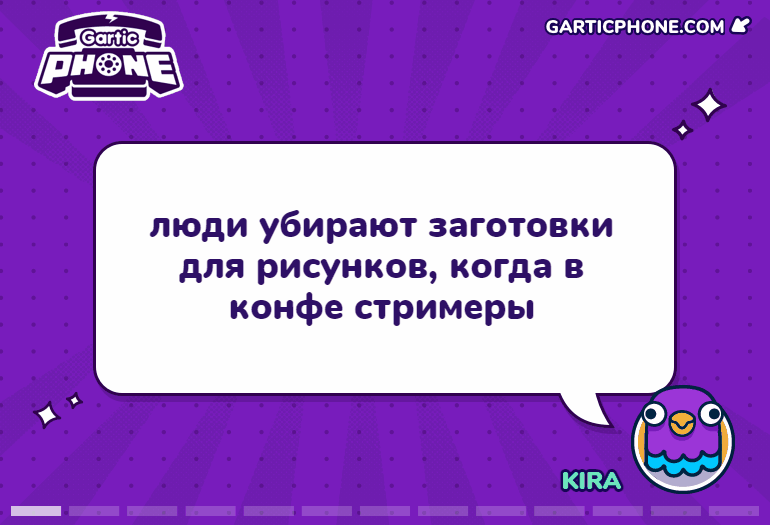 Gartic
PHONE
GARTICPHONE.COM
люди убирают заготовки
для рисунков, когда в
конфе стримеры
KIRA